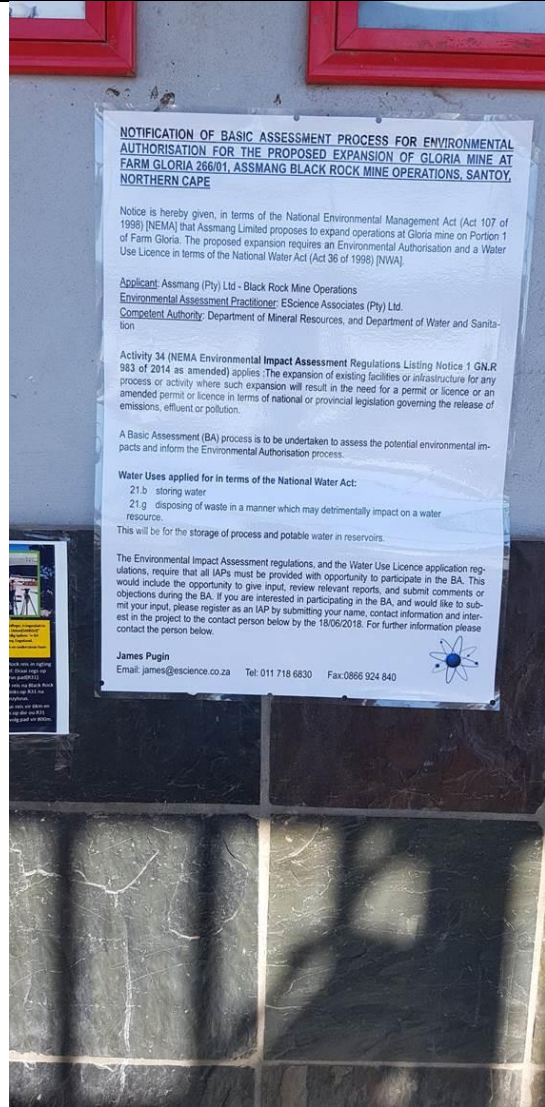 NOTIFICATION OF BASIC ASSESSMENT PROCESS FOR ENVIRONMENTAL
AUTHORISATION FOR THE PROPOSED EXPANSION OF GLORIA MINE AT
FARM GLORIA 266/01, ASSMANG BLACK ROCK MINE OPERATIONS, SANTOY,
NORTHERN CAPE
Notice is hereby given, in terms of the National Environmental Management Act (Act 107 of
1998) [NEMA] that Assmang Limited proposes to expand operations at Gloria mine on Portion 1
of Farm Gloria. The proposed expansion requires an Environmental Authorisation and a Water
Use Licence in terms of the National Water Act (Act 36 of 1998) [NWA].
Applicant: Assmang (Pty) Ltd - Black Rock Mine Operations
Environmental Assessment Practitioner: EScience Associates (Pty) Ltd.
Competent Authority: Department of Mineral Resources, and Department of Water and Sanita-
tion
Activity 34 (NEMA Environmental Impact Assessment Regulations Listing Notice 1 GN.R
983 of 2014 as amended) applies :The expansion of existing facilities or infrastructure for any
process or activity where such expansion will result in the need for a permit or licence or an
amended permit or licence in terms of national or provincial legislation governing the release of
emissions, effluent or pollution.
A Basic Assessment (BA) process is to be undertaken to assess the potential environmental im-
pacts and inform the Environmental Authorisation process.
Water Uses applied for in terms of the National Water Act:
21.b storing water
21.g disposing of waste in a manner which may detrimentally impact on a water
resource.
This will be for the storage of process and potable water in reservoirs.
The Environmental Impact Assessment regulations, and the Water Use Licence application reg-
ulations, require that all IAPs must be provided with opportunity to participate in the BA. This
would include the opportunity to give input, review relevant reports, and submit comments or
objections during the BA. If you are interested in participating in the BA, and would like to sub-
mit your input, please register as an IAP by submitting your name, contact information and inter-
est in the project to the contact person below by the 18/06/2018. For further information please
contact the person below.
James Pugin
Email: james@escience.co.za Tel: 011 718 6830 Fax:0866 924 840